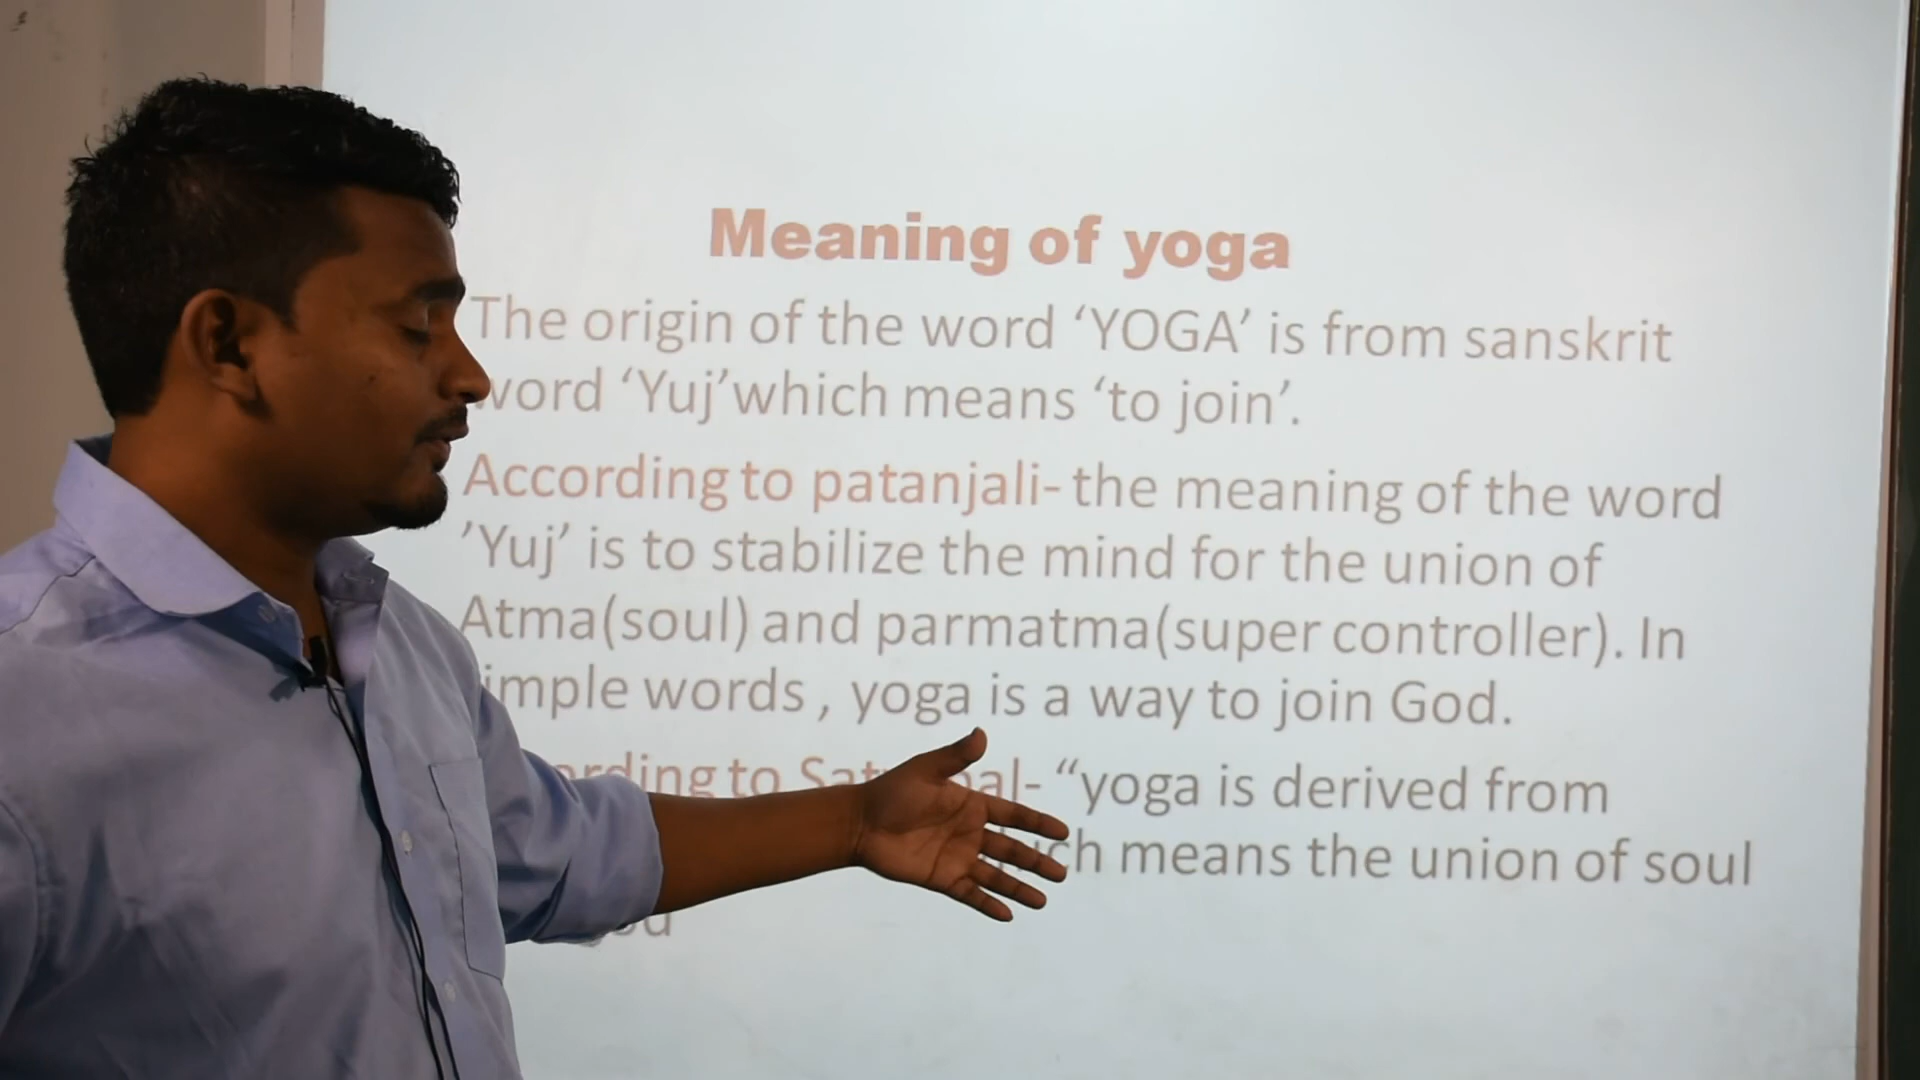 Meaning of yoga
The origin of the word ‘YOGA’ is from sanskrit
word ‘Yuj’which means ‘to join’.
According to patanjali- the meaning of the word
’Yuj’ is to stabilize the mind for the union of
Atma(soul) and parmatma(super controller). In
simple words , yoga is a way to join God.
to “yoga is derived from
means the union of soul